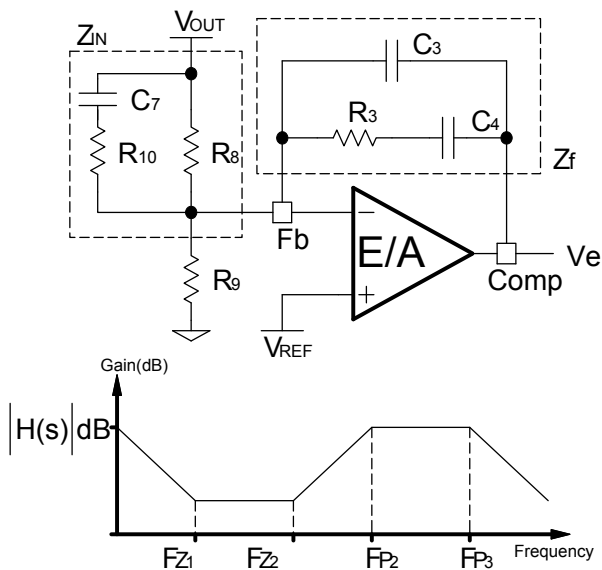 ZIN
VOUT
C7
R10
R8
R9
C3
R3
C4
Zf
Fb
E/A
−
+
Comp
Ve
VREF
Gain(dB)
|H(s)|dB
FZ1
FZ2
FP2
FP3
Frequency